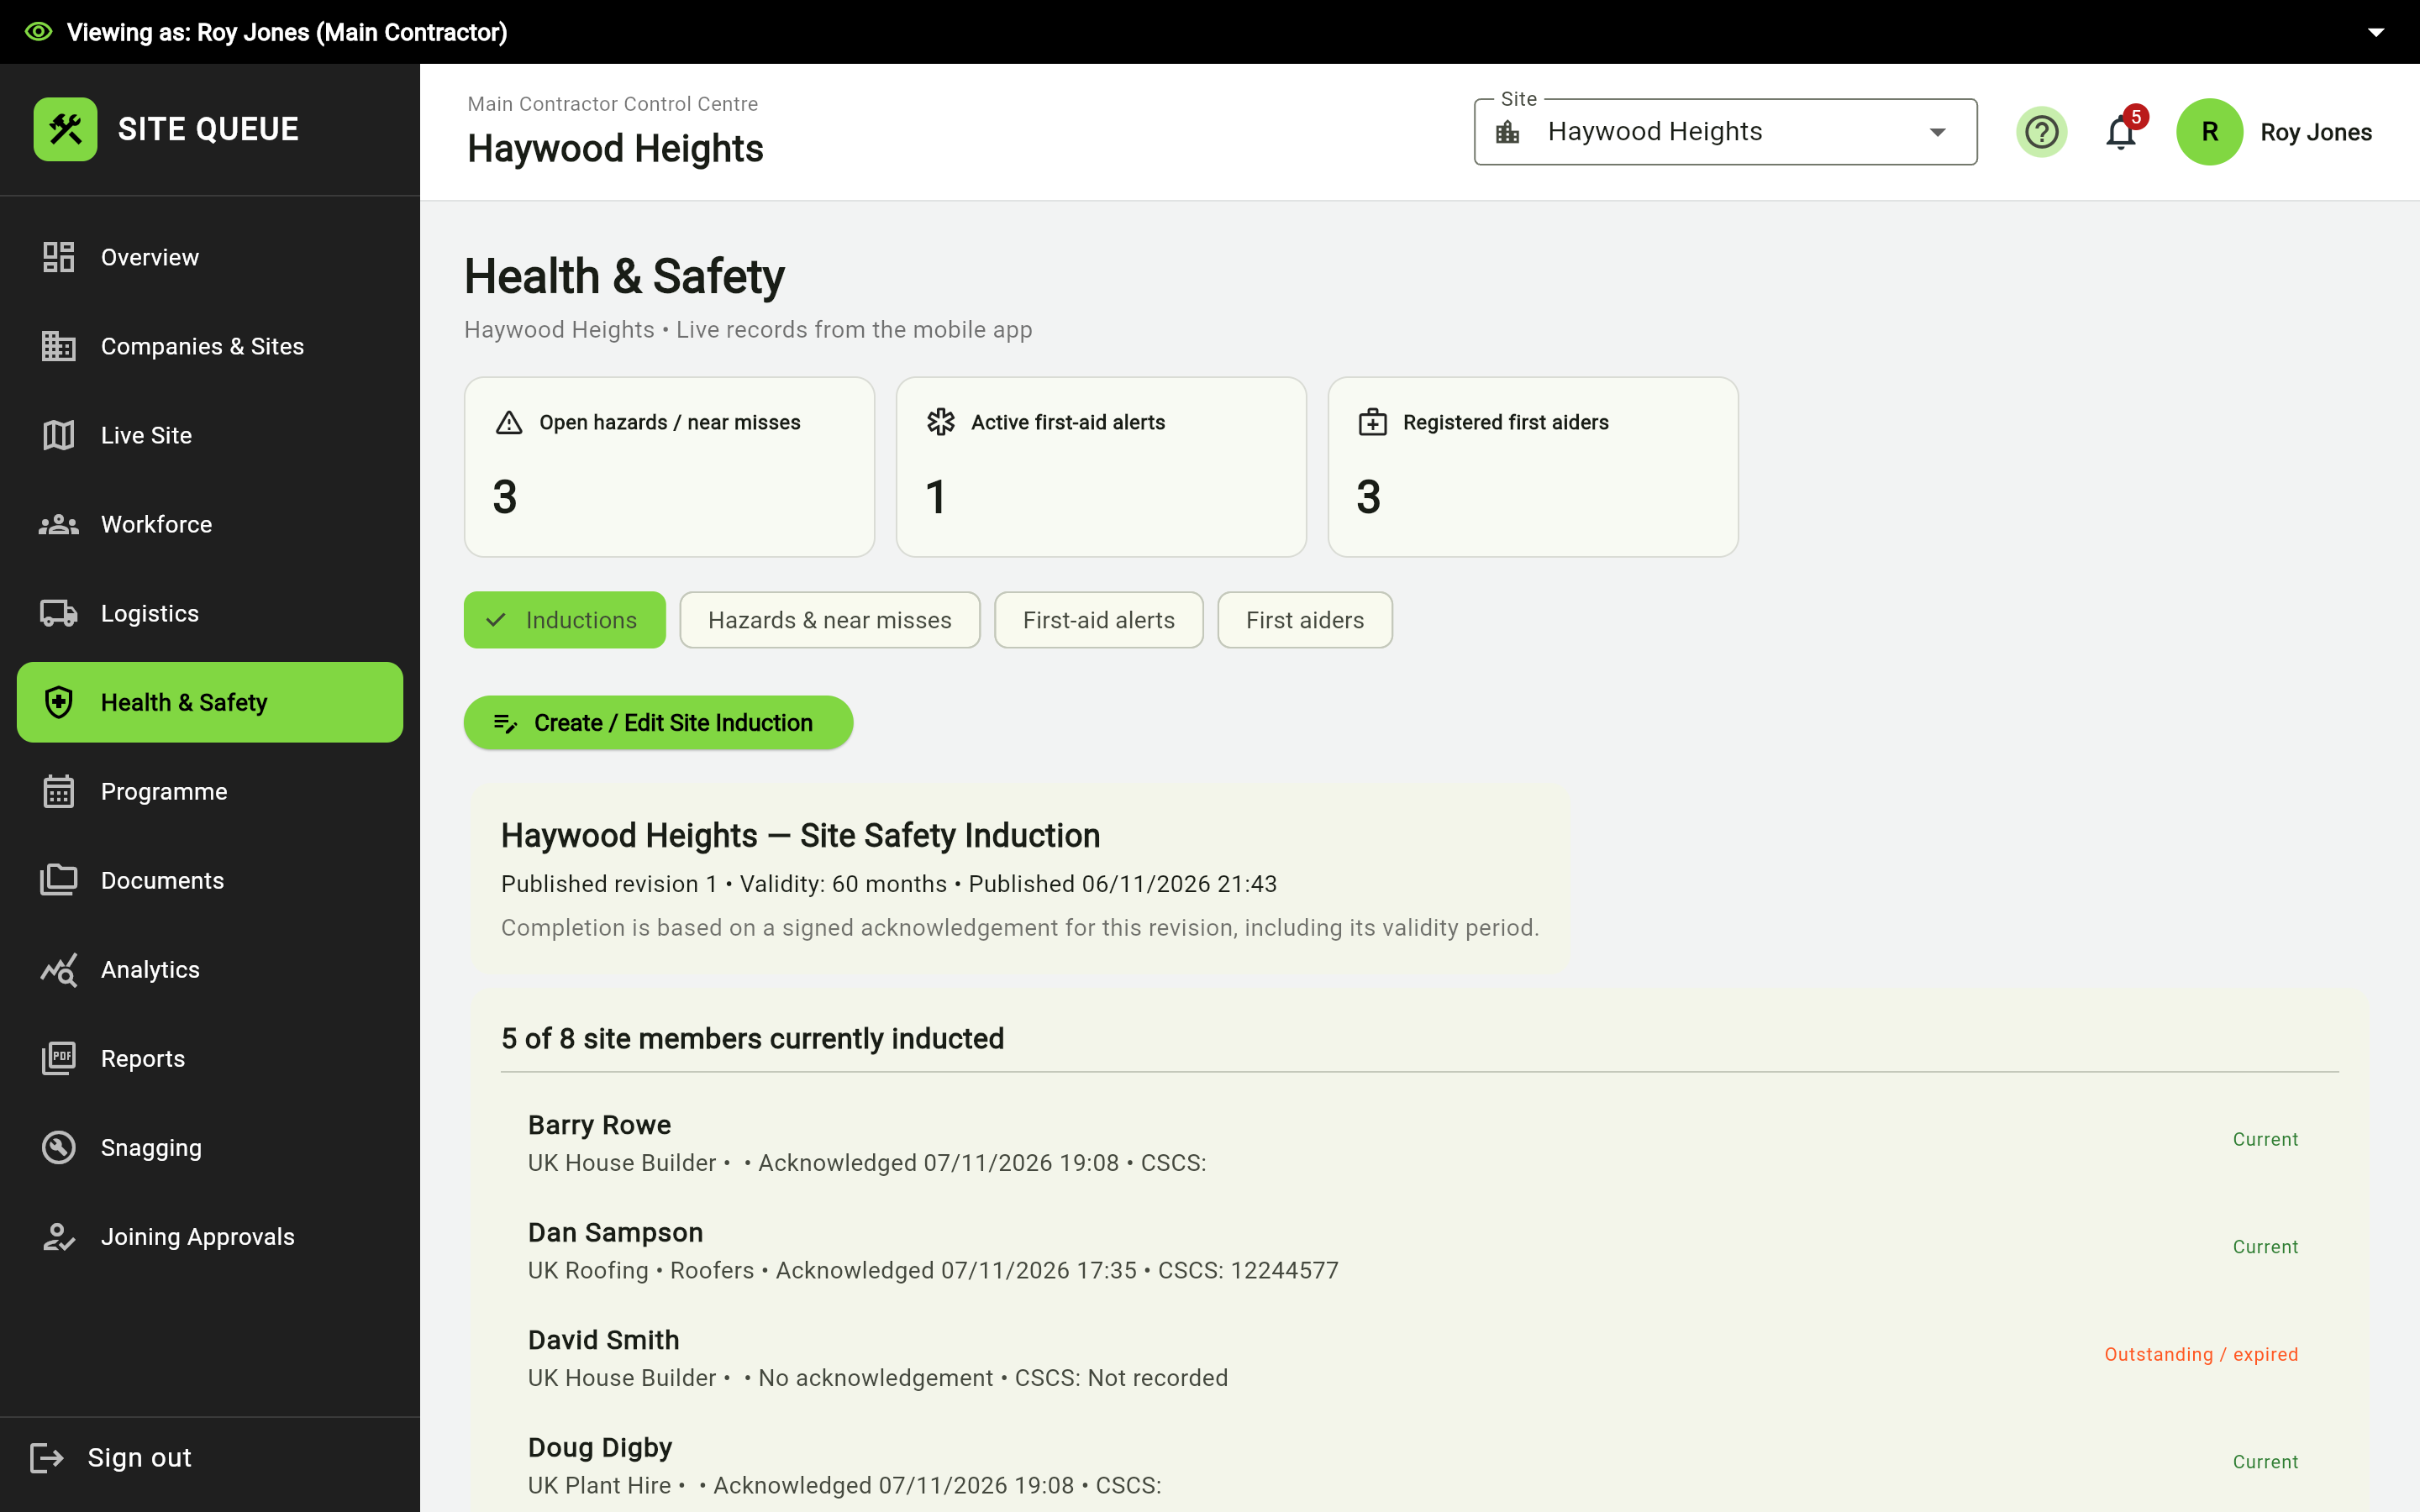 Viewing as: Roy Jones (Main Contractor)
SITE QUEUE
Main Contractor Control Centre
Haywood Heights
Site
Haywood Heights
5
R
Roy Jones
Overview
Companies & Sites
Live Site
Workforce
Logistics
Health & Safety
Programme
Documents
Analytics
PDF
Reports
Snagging
Joining Approvals
Sign out
Health & Safety
Haywood Heights • Live records from the mobile app
Open hazards / near misses
3
Active first-aid alerts
1
Registered first aiders
3
Inductions
Hazards & near misses
First-aid alerts
First aiders
Create / Edit Site Induction
Haywood Heights — Site Safety Induction
Published revision 1 • Validity: 60 months • Published 06/11/2026 21:43
Completion is based on a signed acknowledgement for this revision, including its validity period.
5 of 8 site members currently inducted
Barry Rowe
UK House Builder •  • Acknowledged 07/11/2026 19:08 • CSCS:
Current
Dan Sampson
UK Roofing • Roofers • Acknowledged 07/11/2026 17:35 • CSCS: 12244577
Current
David Smith
UK House Builder •  • No acknowledgement • CSCS: Not recorded
Outstanding / expired
Doug Digby
UK Plant Hire •  • Acknowledged 07/11/2026 19:08 • CSCS:
Current